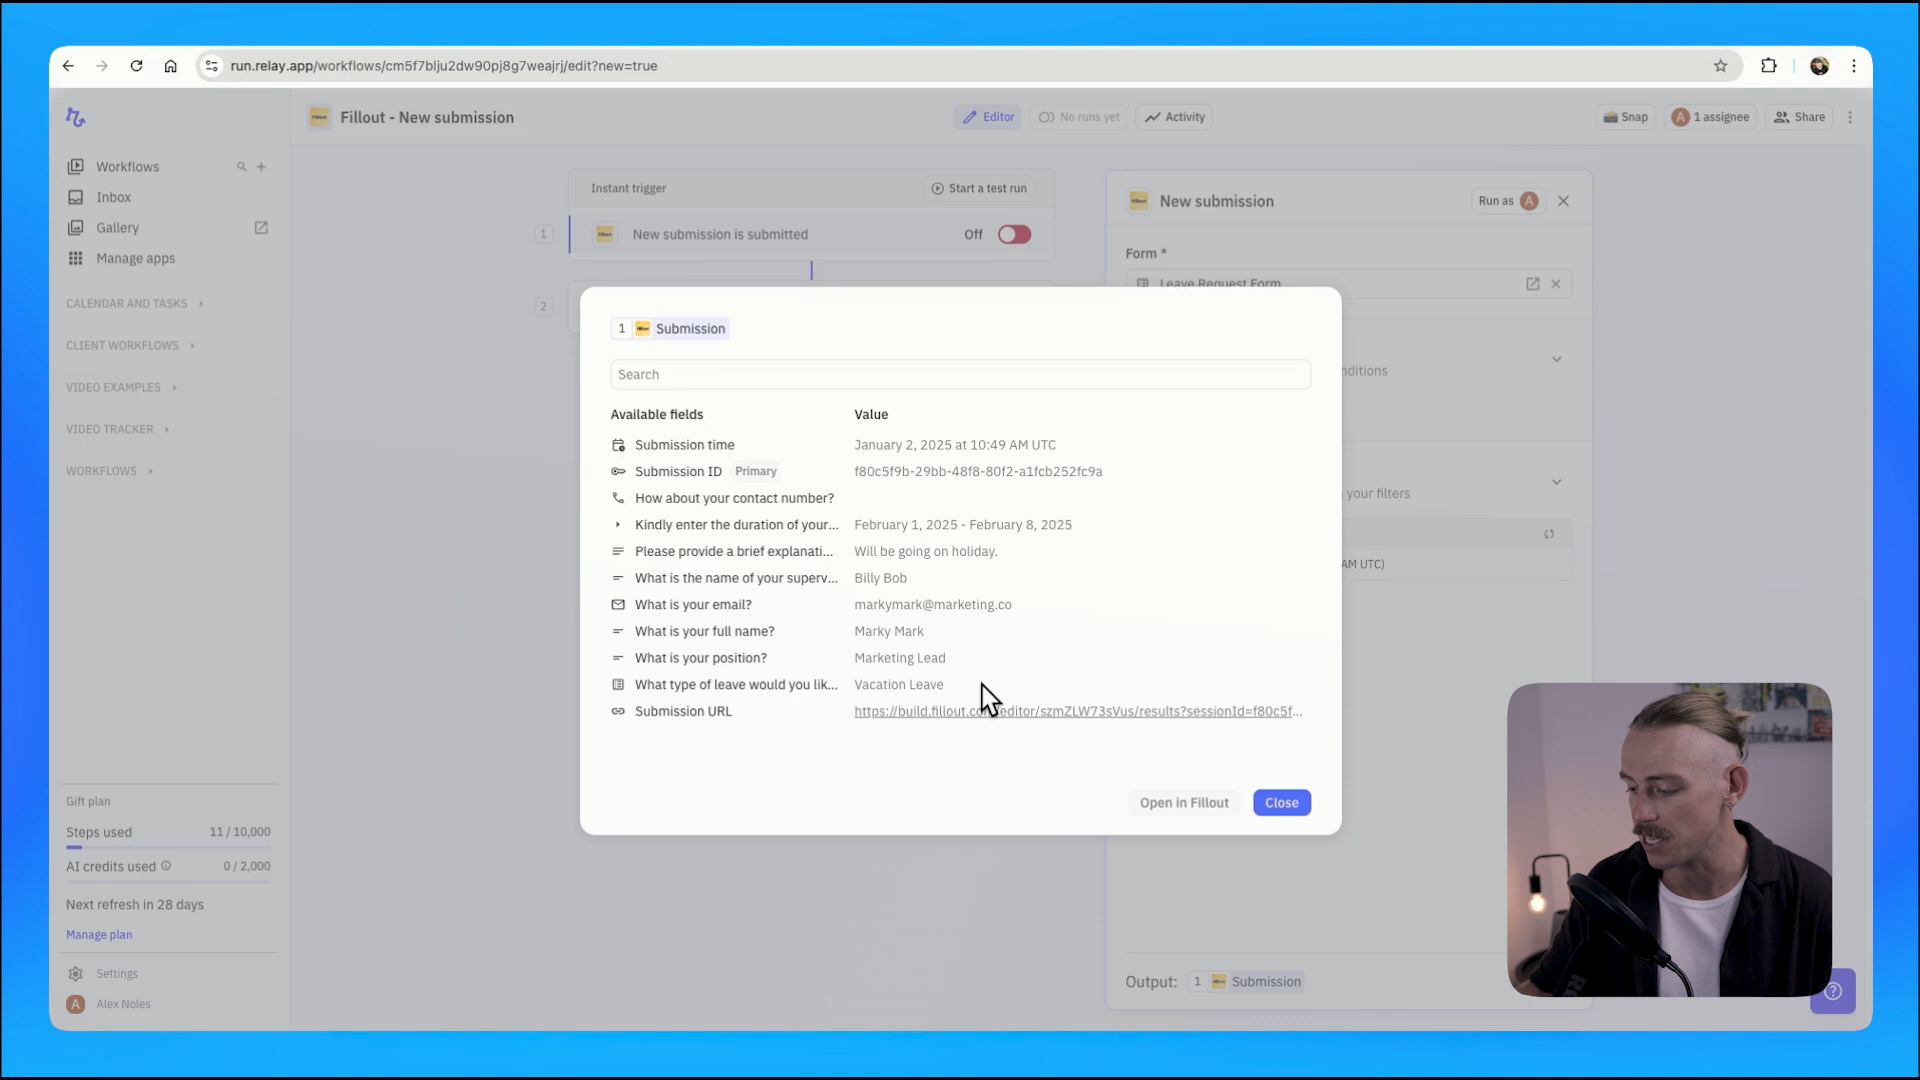 run.relay.app/workflows/cm5f7blju2dw90pj8g7weajrj/edit?new=true
Fillout - New submission
Editor
No runs yet
Activity
Snap
A 1 assignee
Share
Workflows
Inbox
Gallery
Manage apps
CALENDAR AND TASKS
CLIENT WORKFLOWS
VIDEO EXAMPLES
VIDEO TRACKER
WORKFLOWS
Gift plan
Steps used 11 / 10,000
AI credits used 0 / 2,000
Next refresh in 28 days
Manage plan
Settings
A Alex Noles
Instant trigger
Start a test run
1
New submission is submitted
Off
2
New submission
Run as A
Form *
Leave Request Form
nditions
your filters
AM UTC)
Output: 1 Submission
1 Submission
Search
Available fields Value
Submission time January 2, 2025 at 10:49 AM UTC
Submission ID Primary f80c5f9b-29bb-48f8-80f2-a1fcb252fc9a
How about your contact number?
Kindly enter the duration of your... February 1, 2025 - February 8, 2025
Please provide a brief explanati... Will be going on holiday.
What is the name of your superv... Billy Bob
What is your email? markymark@marketing.co
What is your full name? Marky Mark
What is your position? Marketing Lead
What type of leave would you lik... Vacation Leave
Submission URL https://build.fillout.co editor/szmZLW73sVus/results?sessionId=f80c5f...
Open in Fillout
Close